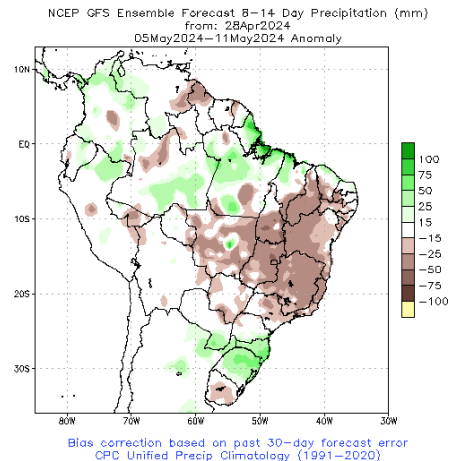 NCEP GFS Ensemble Forecast 8-14 Day Precipitation (mm)
from: 28Apr2024
05May2024-11May2024 Anomaly
10N
EQ
10S
20S
30S
80W
70W
60W
50W
40W
30W
100
75
50
25
15
-15
-25
-50
-75
-100
Bias correction based on past 30-day forecast error
CPC Unified Precip Climatology (1991-2020)